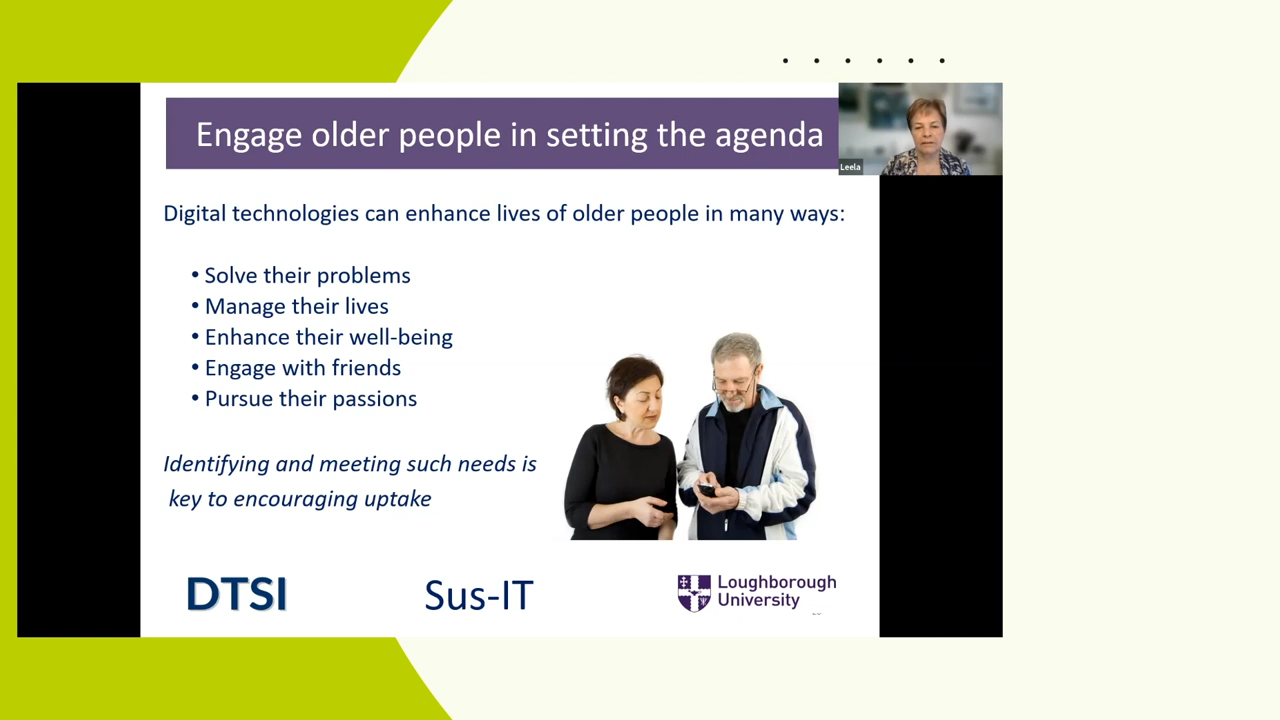 Engage older people in setting the agenda
Leela
Digital technologies can enhance lives of older people in many ways:
• Solve their problems
• Manage their lives
• Enhance their well-being
• Engage with friends
• Pursue their passions
Identifying and meeting such needs is
key to encouraging uptake
DTSI
Sus-IT
Loughborough
University